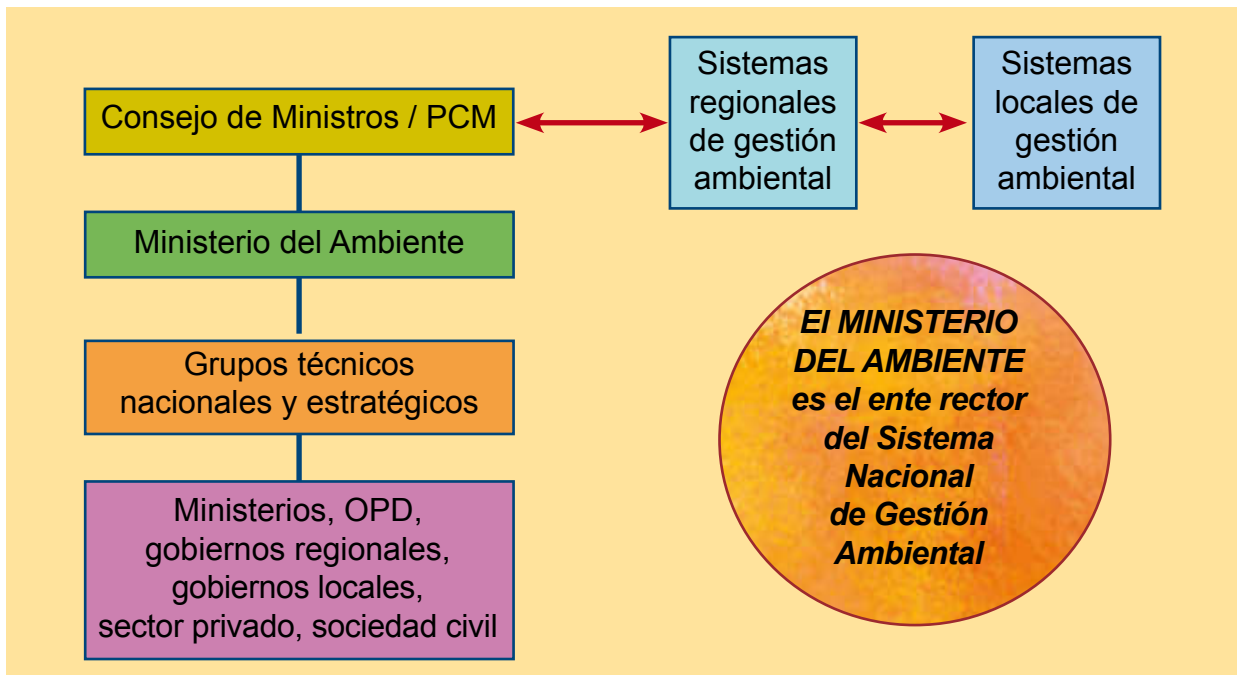 Consejo de Ministros / PCM
Ministerio del Ambiente
Grupos técnicos
nacionales y estratégicos
Ministerios, OPD,
gobiernos regionales,
gobiernos locales,
sector privado, sociedad civil
Sistemas
regionales
de gestión
ambiental
Sistemas
locales de
gestión
ambiental
El MINISTERIO
DEL AMBIENTE
es el ente rector
del Sistema
Nacional
de Gestión
Ambiental